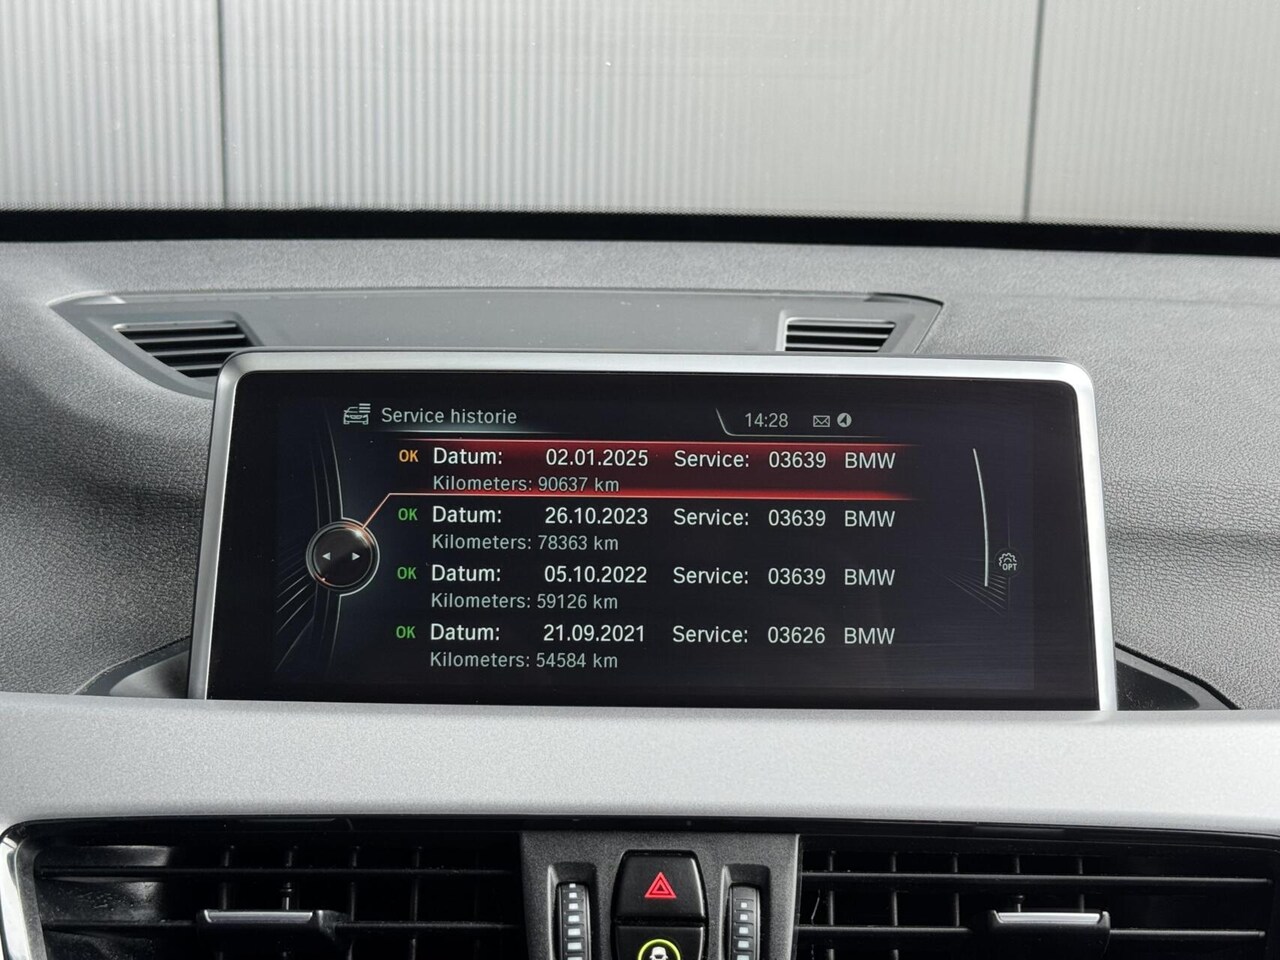 Service historie 14:28
OK Datum: 02.01.2025 Service: 03639 BMW
Kilometers: 90637 km
OK Datum: 26.10.2023 Service: 03639 BMW
Kilometers: 78363 km
OK Datum: 05.10.2022 Service: 03639 BMW
OPT
Kilometers: 59126 km
OK Datum: 21.09.2021 Service: 03626 BMW
Kilometers: 54584 km